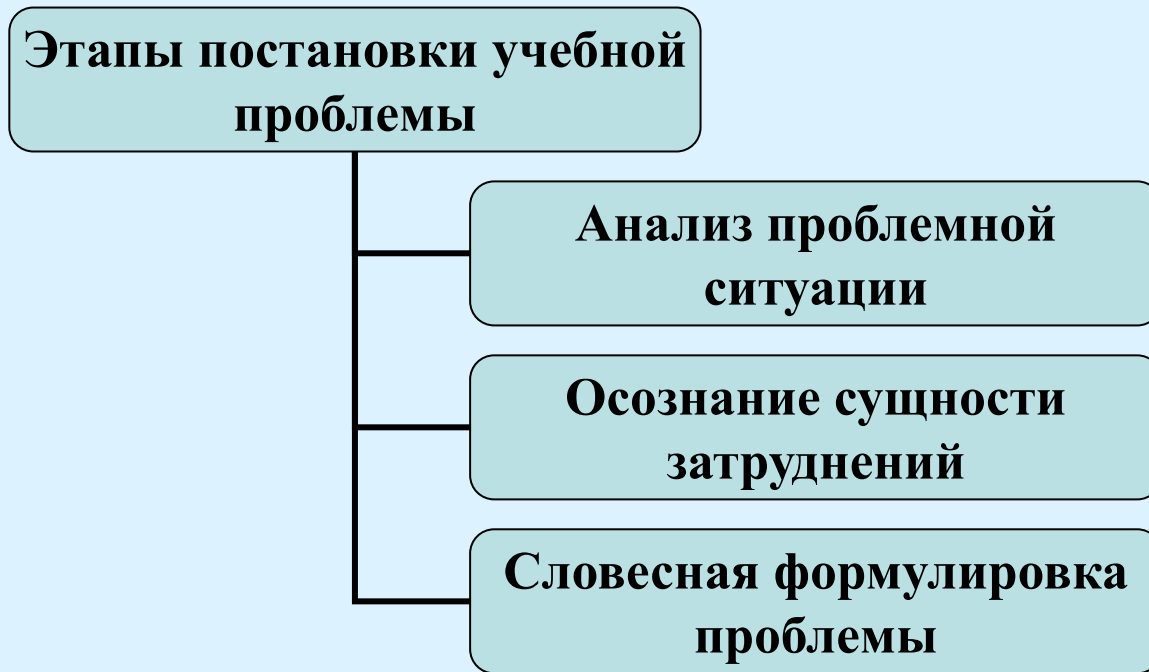 Этапы постановки учебной
проблемы
Анализ проблемной
ситуации
Осознание сущности
затруднений
Словесная формулировка
проблемы